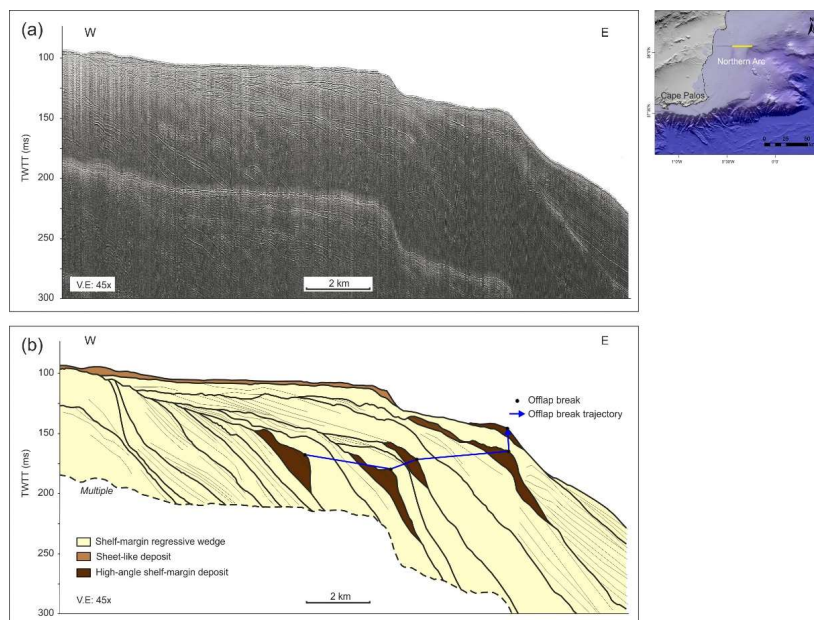 (a)
W
E
100
150
200
250
300
TWTT (ms)
V.E: 45x
2 km
N
Northern Arc
Cape Palos
1°W
0°
(b)
W
E
100
150
200
250
300
TWTT (ms)
Offlap break
Offlap break trajectory
Multiple
Shelf-margin regressive wedge
Sheet-like deposit
High-angle shelf-margin deposit
V.E: 45x
2 km